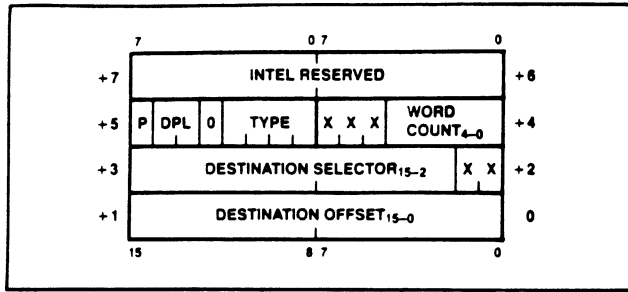 7 0 7 0
+7 INTEL RESERVED +6
+5 P DPL 0 TYPE X X X WORD COUNT4–0 +4
+3 DESTINATION SELECTOR15–2 X X +2
+1 DESTINATION OFFSET15–0 0
15 8 7 0